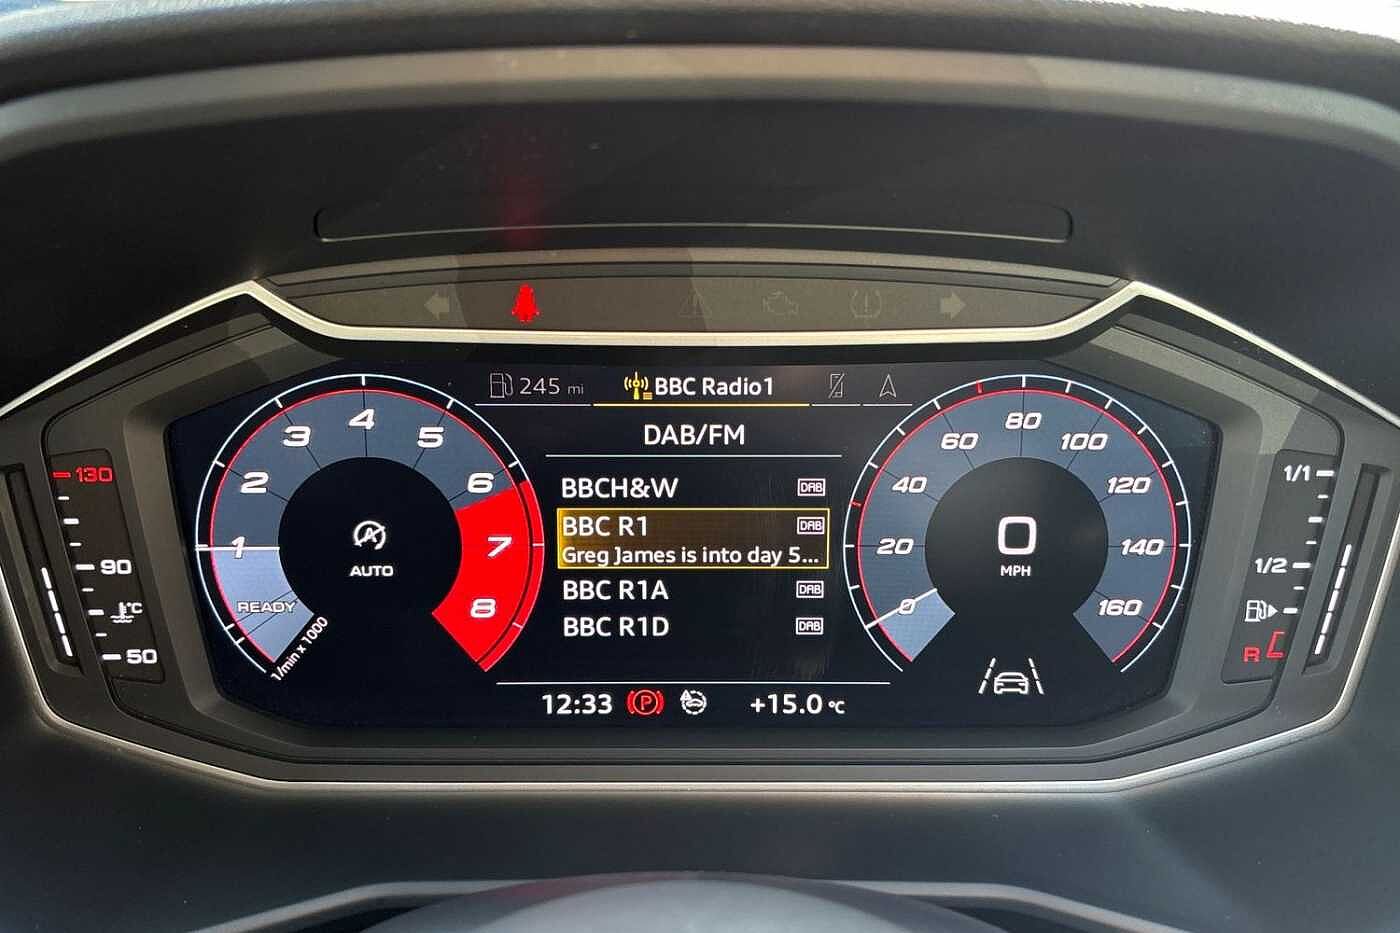 245 mi
BBC Radio1
DAB/FM
BBCH&W DAB
BBC R1 DAB
Greg James is into day 5...
BBC R1A DAB
BBC R1D DAB
12:33 P +15.0 °C
1 2 3 4 5 6 7 8
READY
1/min x 1000
A
AUTO
0 20 40 60 80 100 120 140 160
0
MPH
130
90
°C
50
1/1
1/2
R